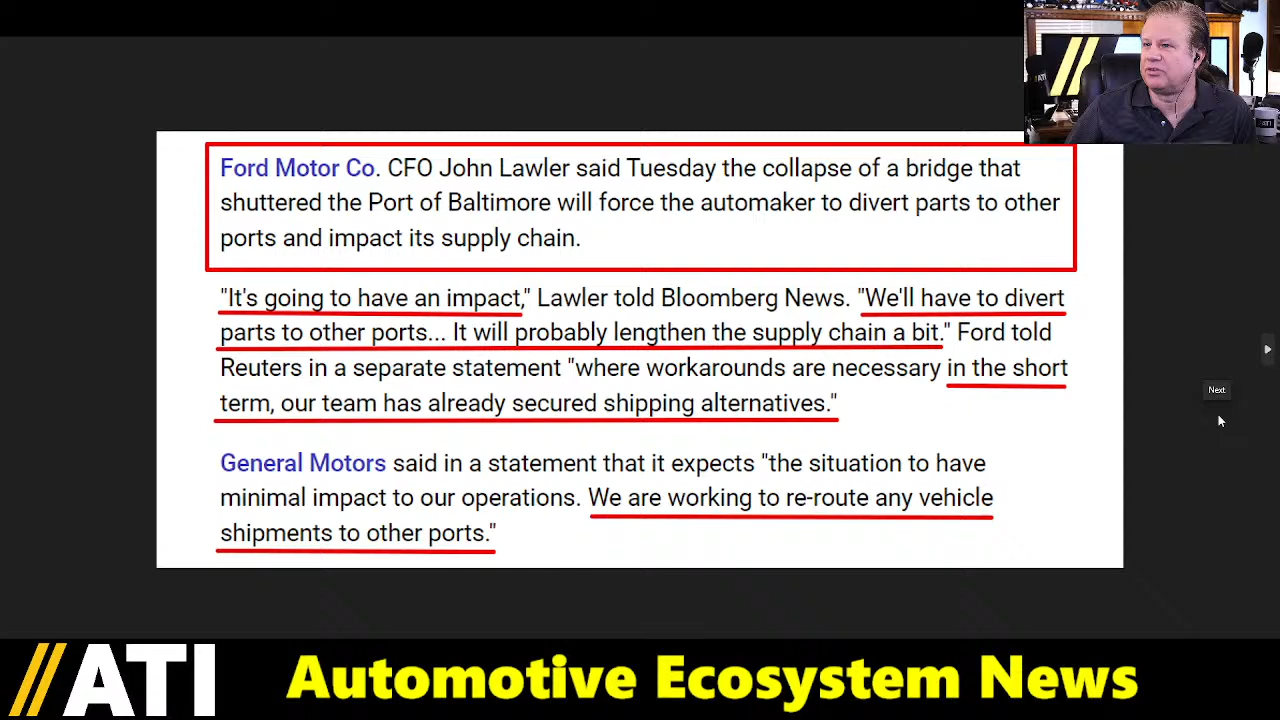 Ford Motor Co. CFO John Lawler said Tuesday the collapse of a bridge that
shuttered the Port of Baltimore will force the automaker to divert parts to other
ports and impact its supply chain.
"It's going to have an impact," Lawler told Bloomberg News. "We'll have to divert
parts to other ports... It will probably lengthen the supply chain a bit." Ford told
Reuters in a separate statement "where workarounds are necessary in the short
term, our team has already secured shipping alternatives."
General Motors said in a statement that it expects "the situation to have
minimal impact to our operations. We are working to re-route any vehicle
shipments to other ports."
Next
//ATI
Automotive Ecosystem News